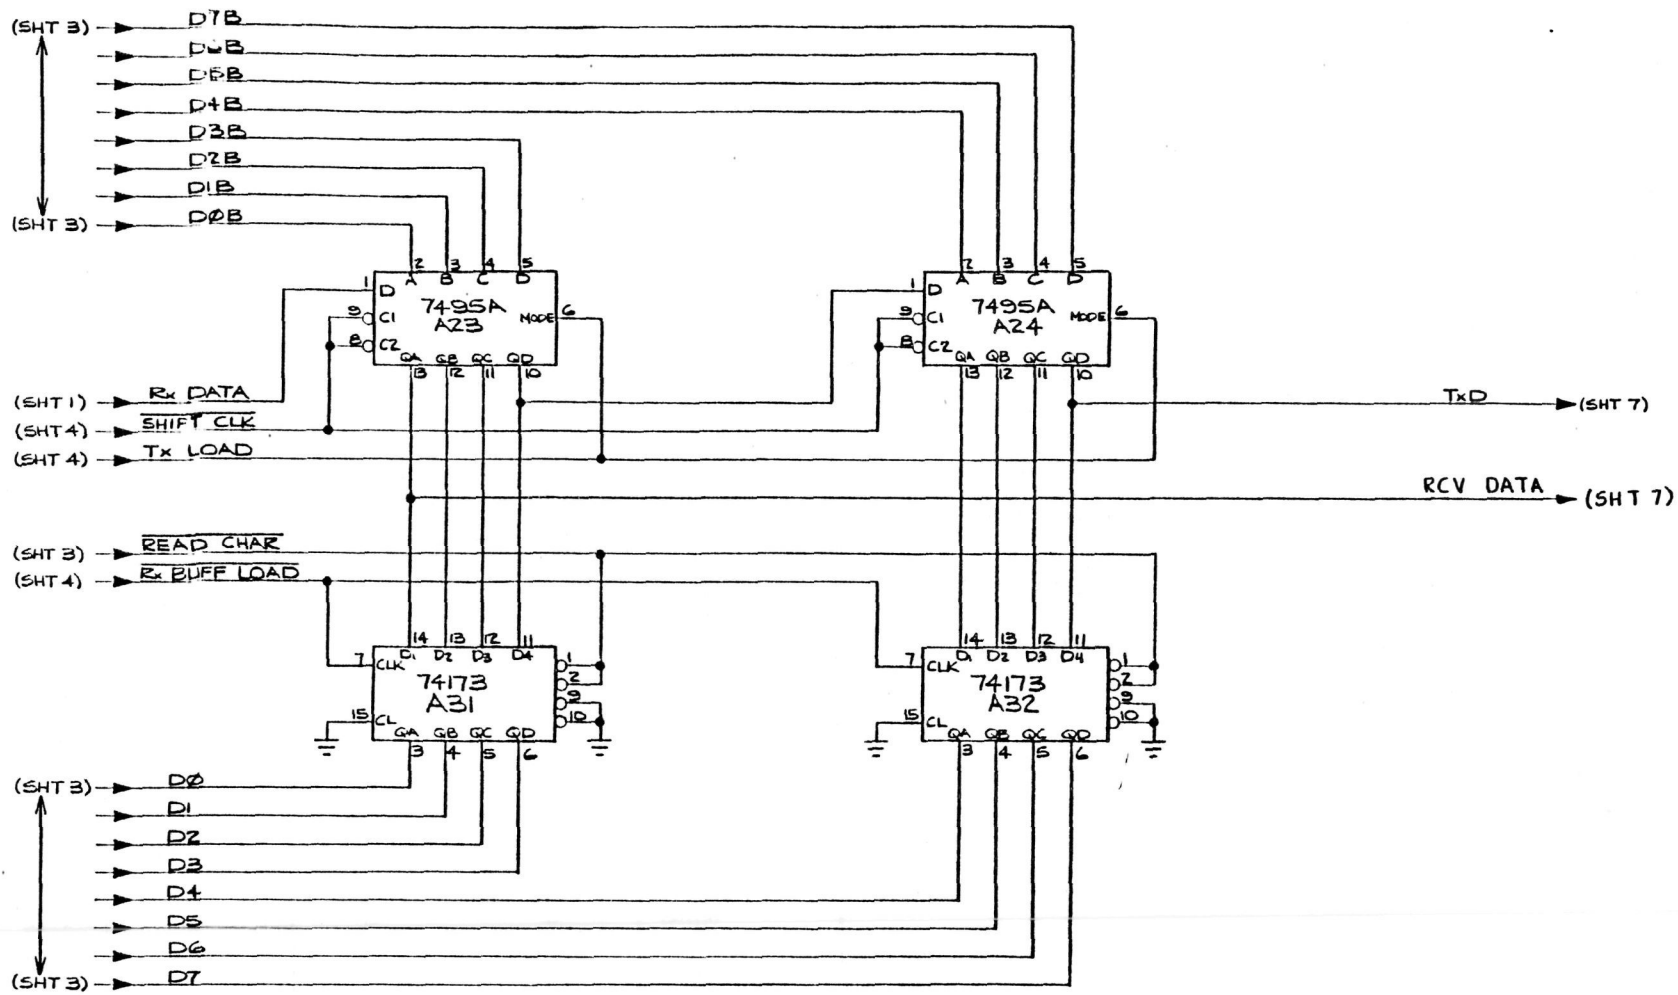 (SHT 3) D7B
D6B
D5B
D4B
D3B
D2B
D1B
(SHT 3) DØB
2 3 4 5
A B C D
1 D
7495A
A23
9 C1
8 C2
MODE 6
QA QB QC QD
13 12 11 10
2 3 4 5
A B C D
1 D
7495A
A24
9 C1
8 C2
MODE 6
QA QB QC QD
13 12 11 10
(SHT 1) Rx DATA
TxD (SHT 7)
(SHT 4) SHIFT CLK
(SHT 4) Tx LOAD
RCV DATA (SHT 7)
(SHT 3) READ CHAR
(SHT 4) Rx BUFF LOAD
14 13 12 11
D1 D2 D3 D4
7 CLK
74173
A31
15 CL
1
2
9
10
QA QB QC QD
3 4 5 6
14 13 12 11
D1 D2 D3 D4
7 CLK
74173
A32
15 CL
1
2
9
10
QA QB QC QD
3 4 5 6
(SHT 3) DØ
D1
D2
D3
D4
D5
D6
(SHT 3) D7